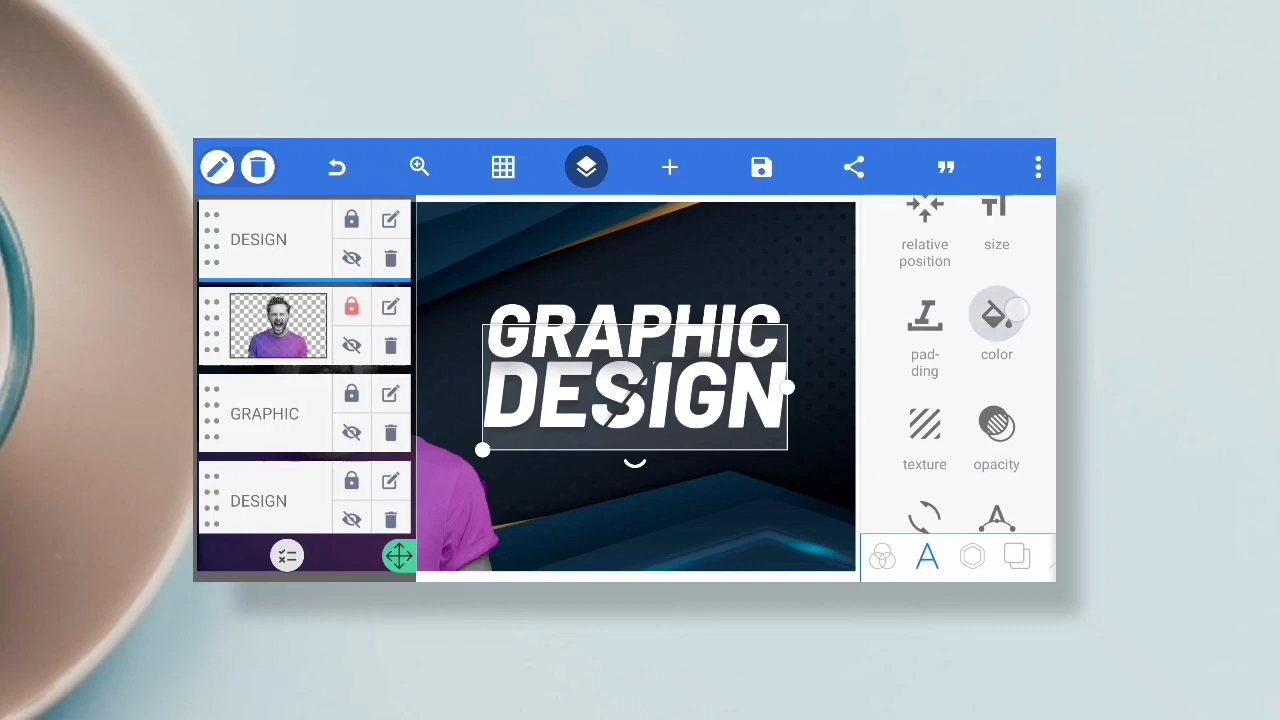 DESIGN
GRAPHIC
DESIGN
GRAPHIC
DESIGN
relative
position
size
pad-
ding
color
texture
opacity